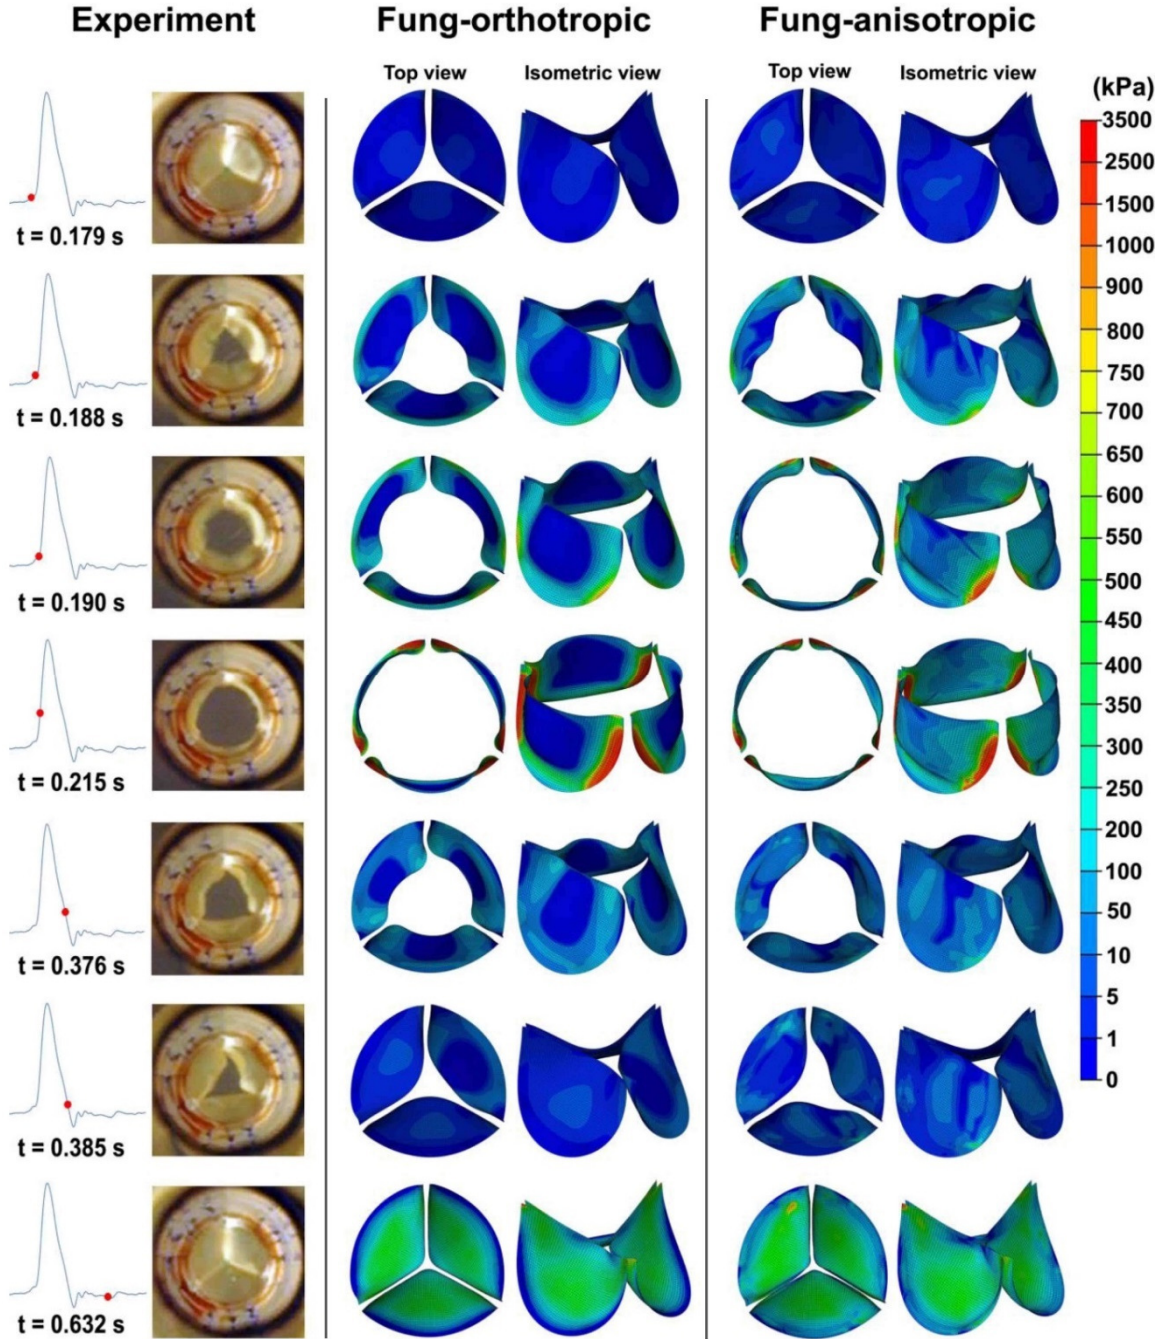 Experiment Fung-orthotropic Fung-anisotropic
Top view Isometric view Top view Isometric view
(kPa)
t = 0.179 s
t = 0.188 s
t = 0.190 s
t = 0.215 s
t = 0.376 s
t = 0.385 s
t = 0.632 s
3500
2500
1500
1000
900
800
750
700
650
600
550
500
450
400
350
300
250
200
100
50
10
5
1
0